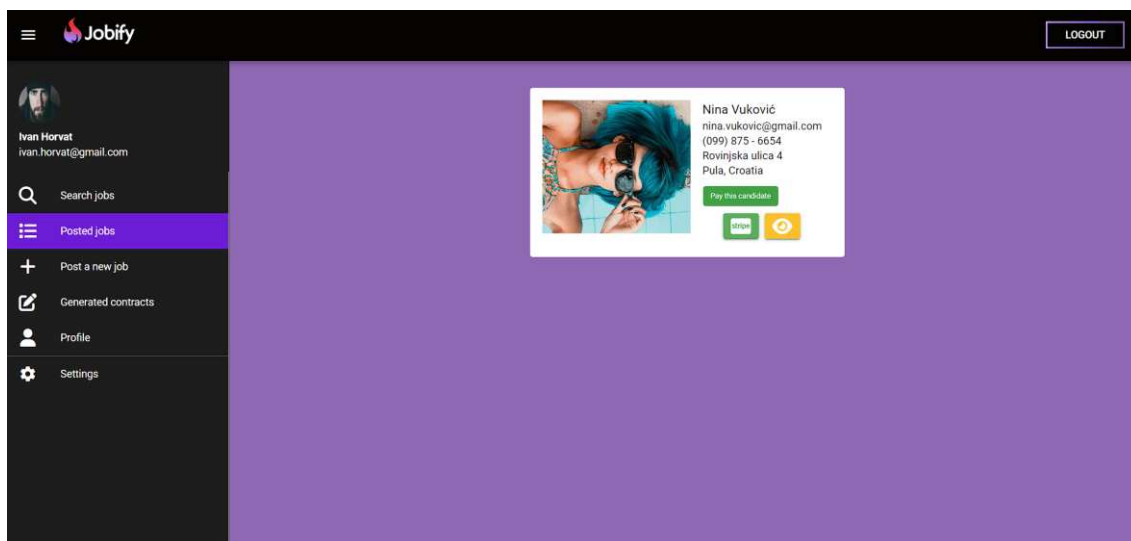 Jobify
LOGOUT
Ivan Horvat
ivan.horvat@gmail.com
Search jobs
Posted jobs
Post a new job
Generated contracts
Profile
Settings
Nina Vuković
nina.vukovic@gmail.com
(099) 875 - 6654
Rovinjska ulica 4
Pula, Croatia
Pay this candidate
stripe